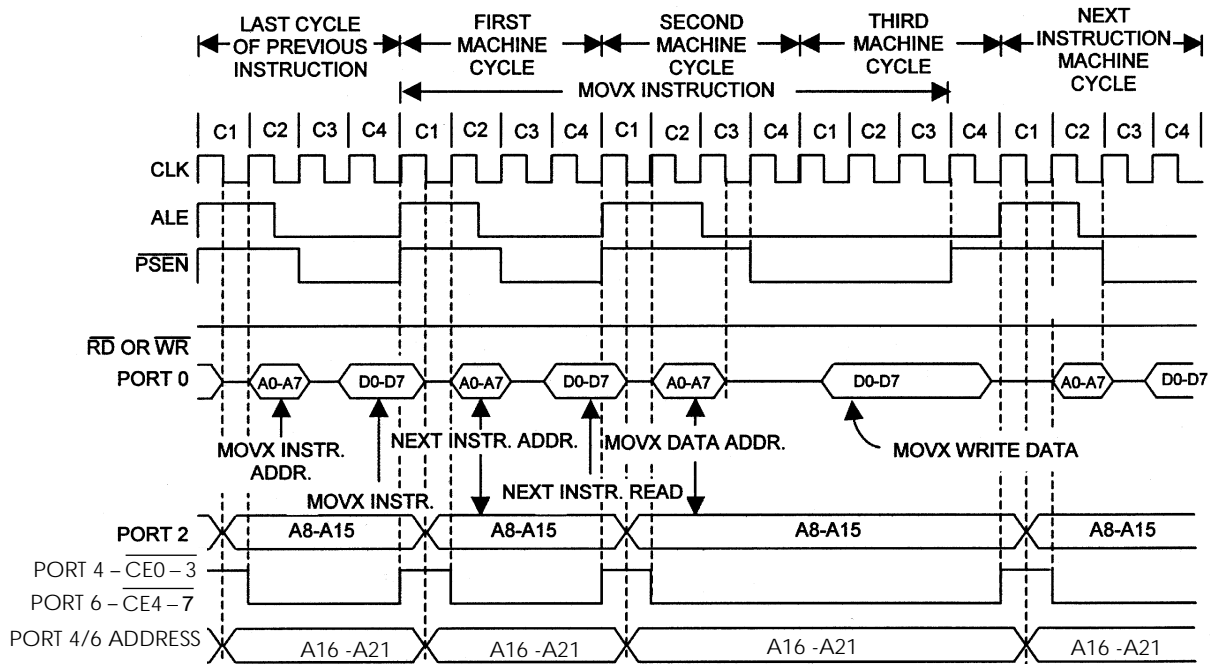 LAST CYCLE
OF PREVIOUS
INSTRUCTION
FIRST
MACHINE
CYCLE
SECOND
MACHINE
CYCLE
THIRD
MACHINE
CYCLE
NEXT
INSTRUCTION
MACHINE
CYCLE
MOVX INSTRUCTION
C1 C2 C3 C4 C1 C2 C3 C4 C1 C2 C3 C4 C1 C2 C3 C4 C1 C2 C3 C4
CLK
ALE
PSEN
RD OR WR
PORT 0
A0-A7 D0-D7 A0-A7 D0-D7 A0-A7 D0-D7 A0-A7 D0-D7
MOVX INSTR.
ADDR.
MOVX INSTR.
NEXT INSTR. ADDR.
NEXT INSTR. READ
MOVX DATA ADDR.
MOVX WRITE DATA
PORT 2
A8-A15 A8-A15 A8-A15 A8-A15
PORT 4 – CE0 – 3
PORT 6 – CE4 – 7
PORT 4/6 ADDRESS
A16 -A21 A16 -A21 A16 -A21 A16 -A21